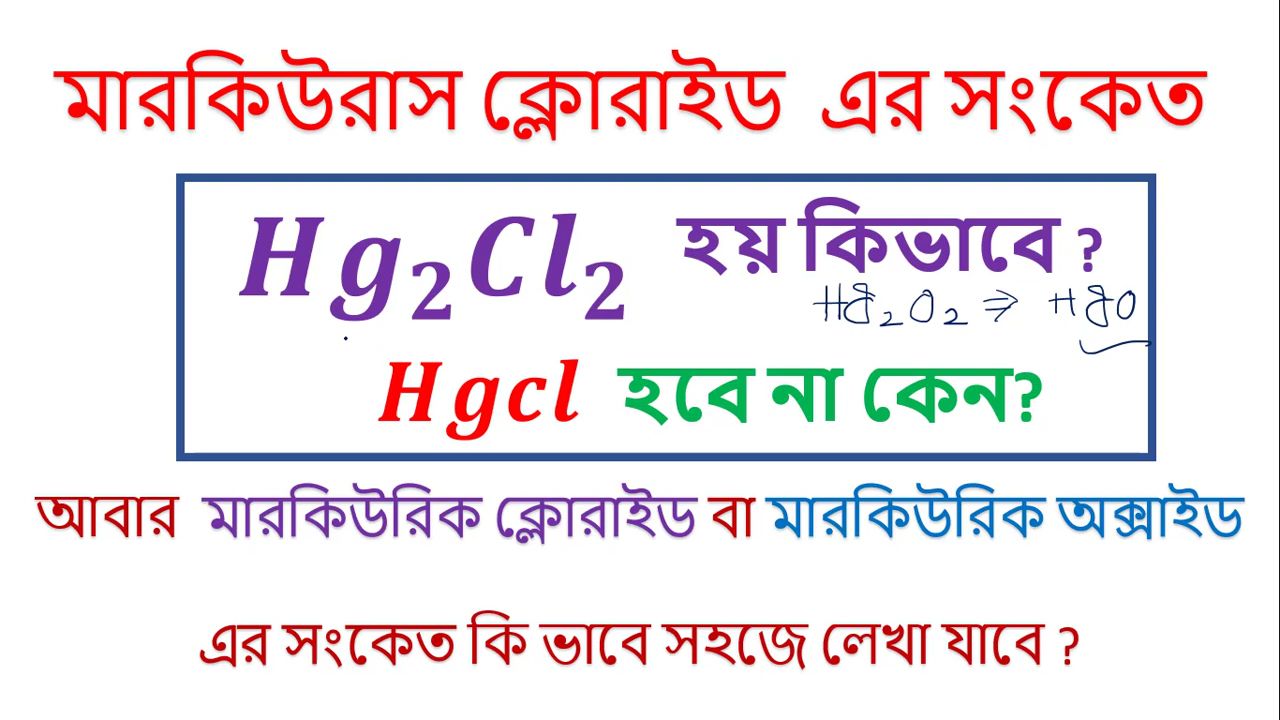 মারকিউরাস ক্লোরাইড এর সংকেত
Hg₂Cl₂ হয় কিভাবে ?
Hg₂O₂ ⇒ HgO
Hgcl হবে না কেন?
আবার মারকিউরিক ক্লোরাইড বা মারকিউরিক অক্সাইড
এর সংকেত কি ভাবে সহজে লেখা যাবে ?